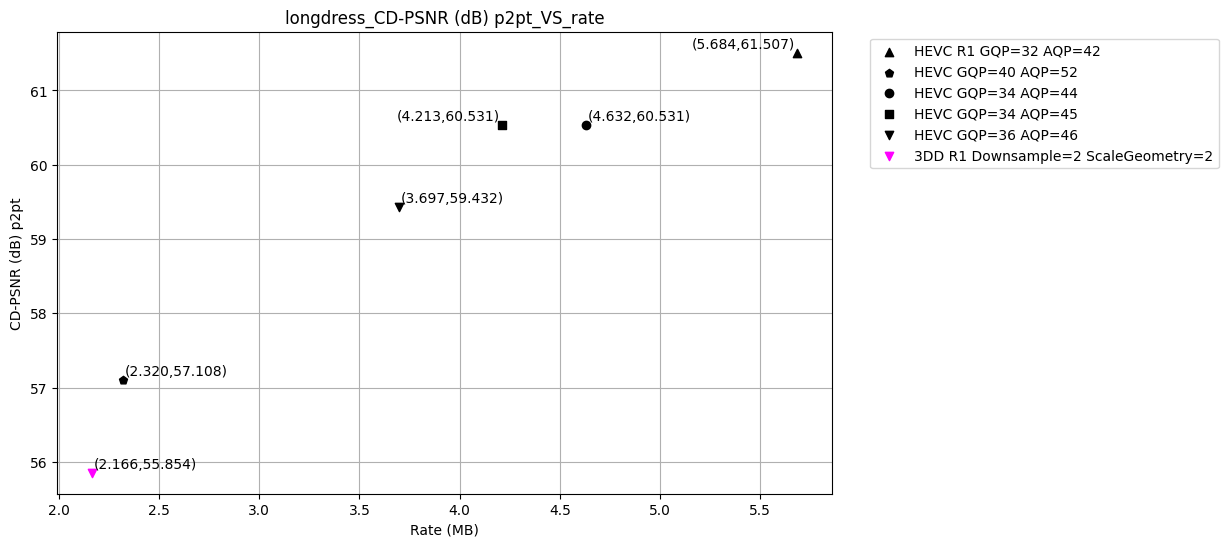 longdress_CD-PSNR (dB) p2pt_VS_rate
(5.684,61.507)
(4.213,60.531)
(4.632,60.531)
(3.697,59.432)
(2.320,57.108)
(2.166,55.854)
61
60
59
58
57
56
CD-PSNR (dB) p2pt
2.0 2.5 3.0 3.5 4.0 4.5 5.0 5.5
Rate (MB)
HEVC R1 GQP=32 AQP=42
HEVC GQP=40 AQP=52
HEVC GQP=34 AQP=44
HEVC GQP=34 AQP=45
HEVC GQP=36 AQP=46
3DD R1 Downsample=2 ScaleGeometry=2